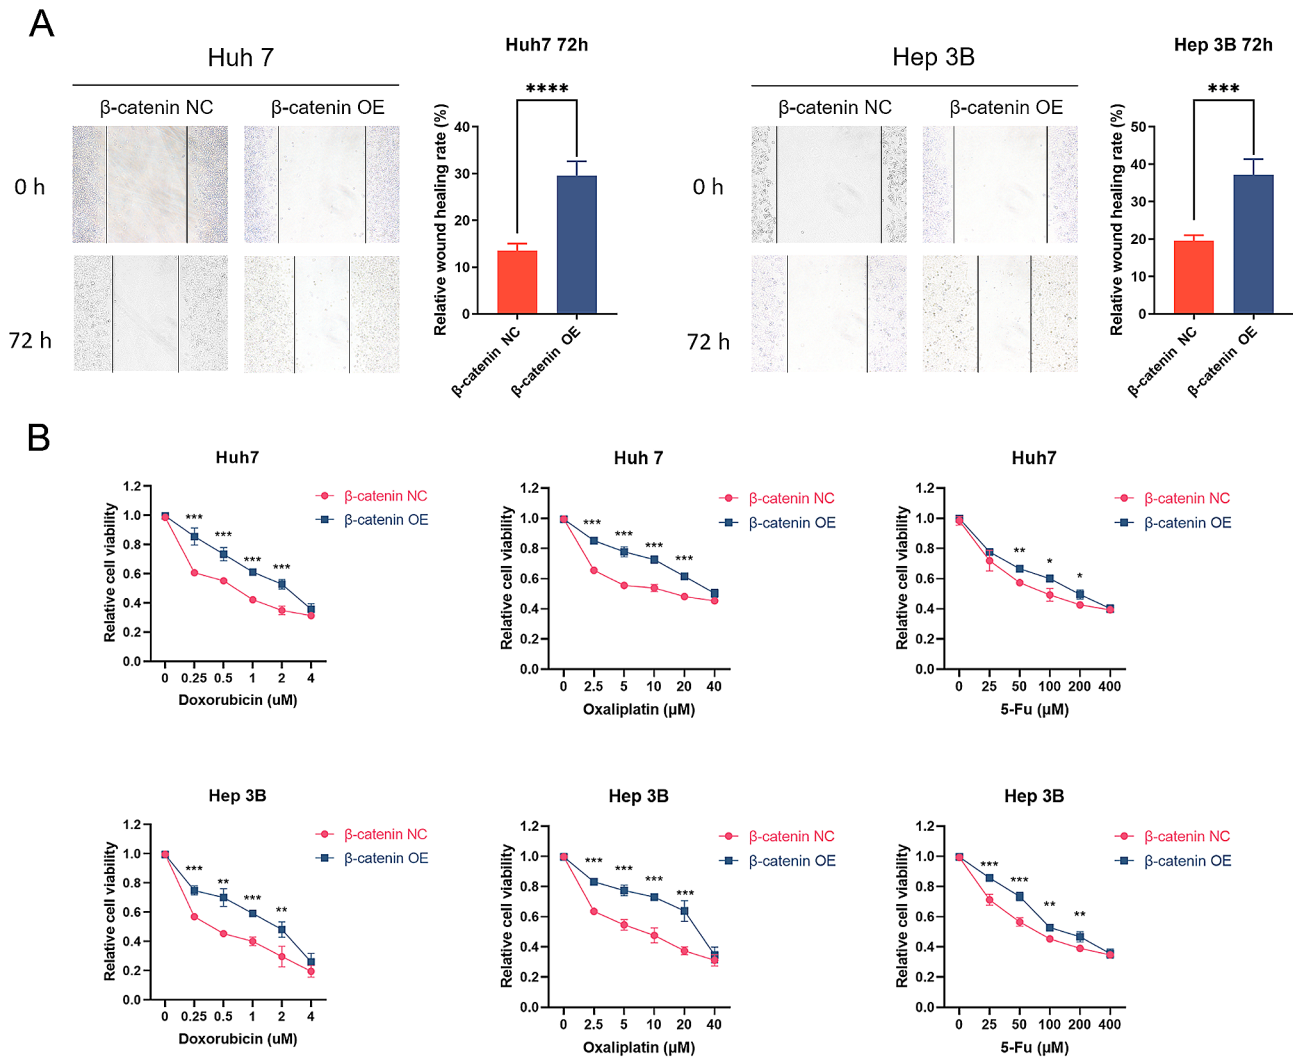 A
Huh 7
β-catenin NC
β-catenin OE
0 h
72 h
Huh7 72h
****
Relative wound healing rate (%)
40
30
20
10
0
β-catenin NC
β-catenin OE
Hep 3B
β-catenin NC
β-catenin OE
0 h
72 h
Hep 3B 72h
***
Relative wound healing rate (%)
50
40
30
20
10
0
β-catenin NC
β-catenin OE
B
Huh7
β-catenin NC
β-catenin OE
Relative cell viability
1.2
1.0
0.8
0.6
0.4
0.2
0.0
*** *** *** ***
0 0.25 0.5 1 2 4
Doxorubicin (uM)
Huh 7
β-catenin NC
β-catenin OE
Relative cell viability
1.2
1.0
0.8
0.6
0.4
0.2
0.0
*** *** *** ***
0 2.5 5 10 20 40
Oxaliplatin (μM)
Huh7
β-catenin NC
β-catenin OE
Relative cell viability
1.2
1.0
0.8
0.6
0.4
0.2
0.0
** * *
0 25 50 100 200 400
5-Fu (μM)
Hep 3B
β-catenin NC
β-catenin OE
Relative cell viability
1.2
1.0
0.8
0.6
0.4
0.2
0.0
*** ** *** **
0 0.25 0.5 1 2 4
Doxorubicin (uM)
Hep 3B
β-catenin NC
β-catenin OE
Relative cell viability
1.2
1.0
0.8
0.6
0.4
0.2
0.0
*** *** *** ***
0 2.5 5 10 20 40
Oxaliplatin (μM)
Hep 3B
β-catenin NC
β-catenin OE
Relative cell viability
1.2
1.0
0.8
0.6
0.4
0.2
0.0
*** *** ** **
0 25 50 100 200 400
5-Fu (μM)